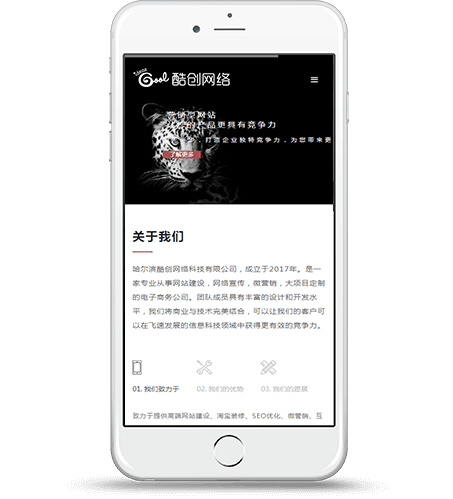 Cool 酷创网络
营销型网站
的产品更具有竞争力
,打造企业独特竞争力,为您带来更
了解更多
关于我们
哈尔滨酷创网络科技有限公司,成立于2017年。是一
家专业从事网站建设,网络宣传,微营销,大项目定制
的电子商务公司。团队成员具有丰富的设计和开发水
平,我们将商业与技术完美结合,可以让我们的客户可
以在飞速发展的信息科技领域中获得更有效的竞争力。
01. 我们致力于 02. 我们的优势 03. 我们的愿景
致力于提供高端网站建设、淘宝装修、SEO优化、微营销、互